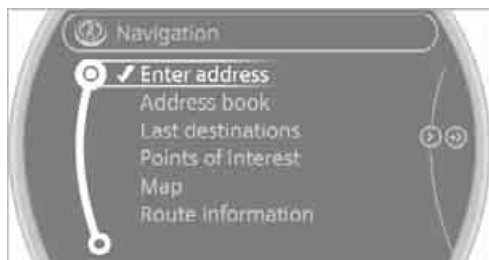 Navigation
Enter address
Address book
Last destinations
Points of Interest
Map
Route information